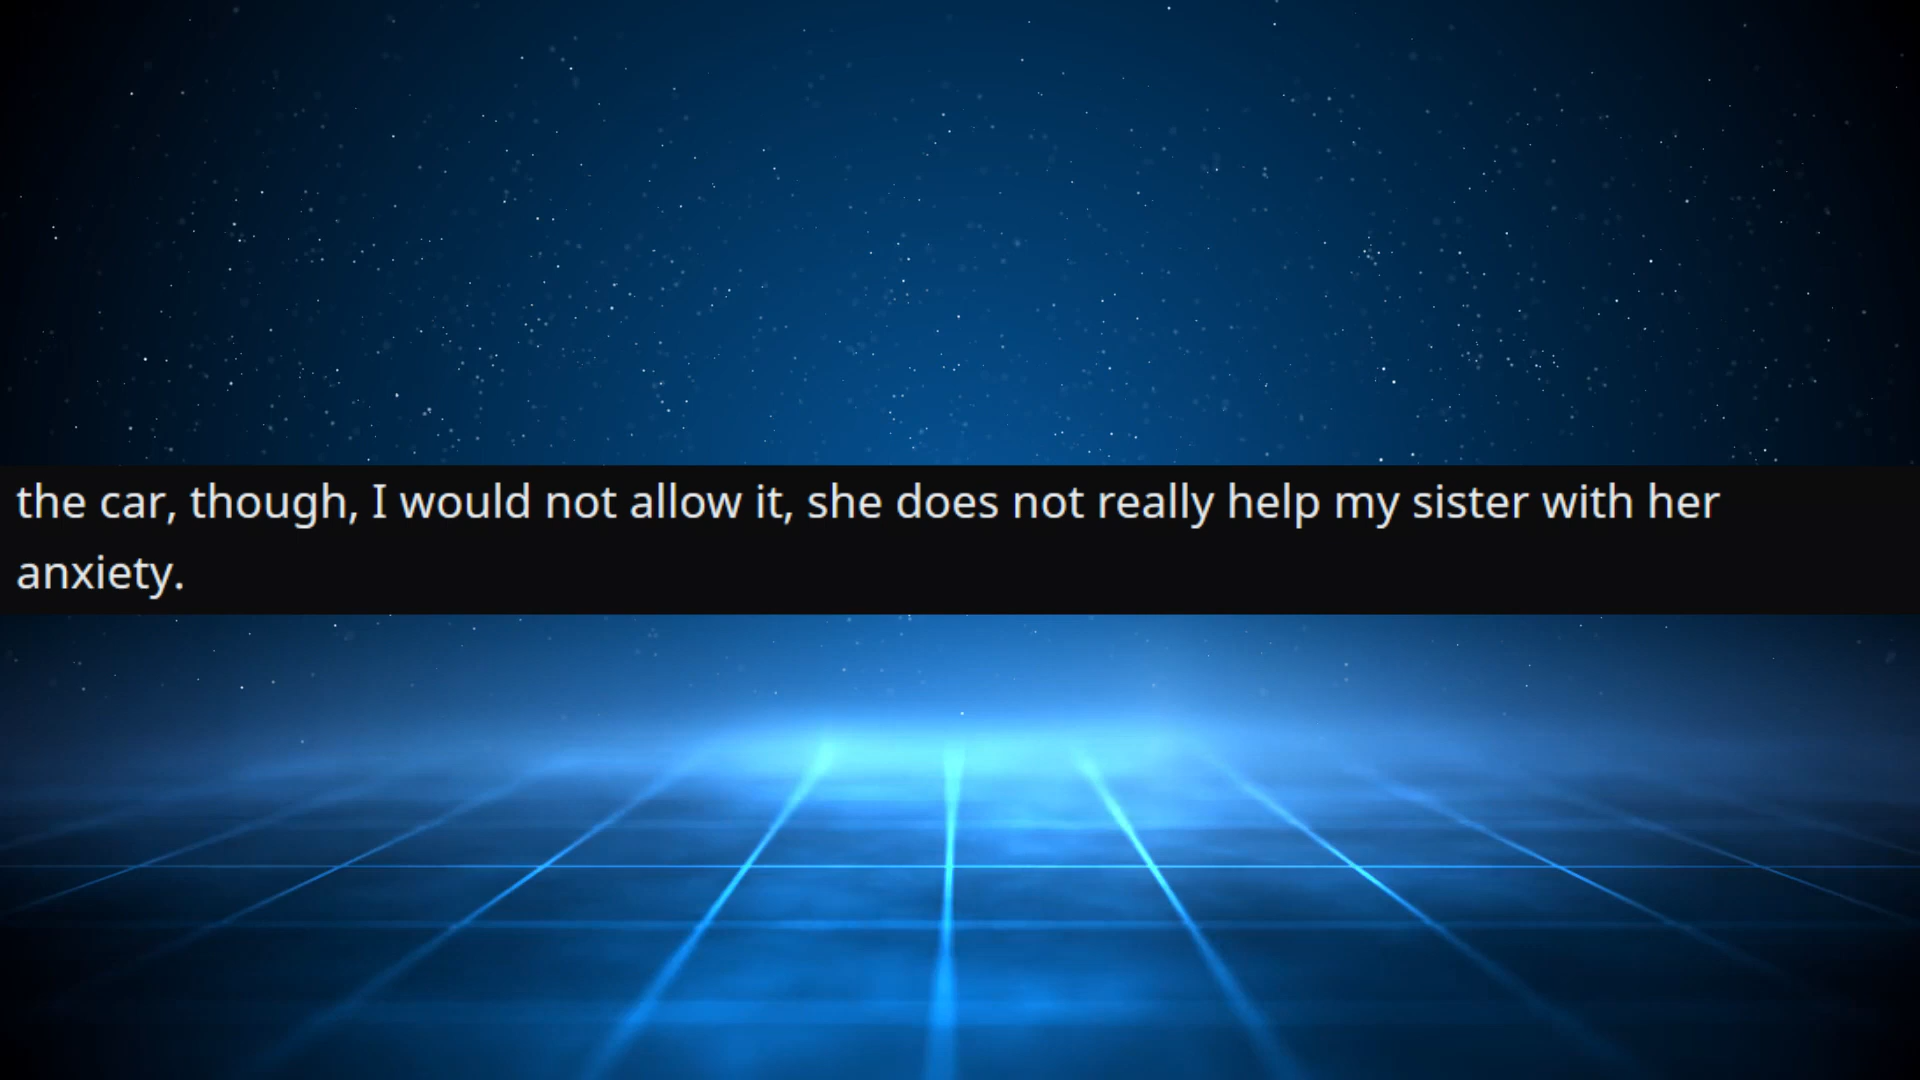 the car, though, I would not allow it, she does not really help my sister with her
anxiety.